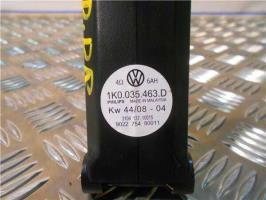 4Ω 6AH
1K0.035.463.D
PHILIPS MADE IN MALAYSIA
Kw 44/08 - 04
9022 754 90011